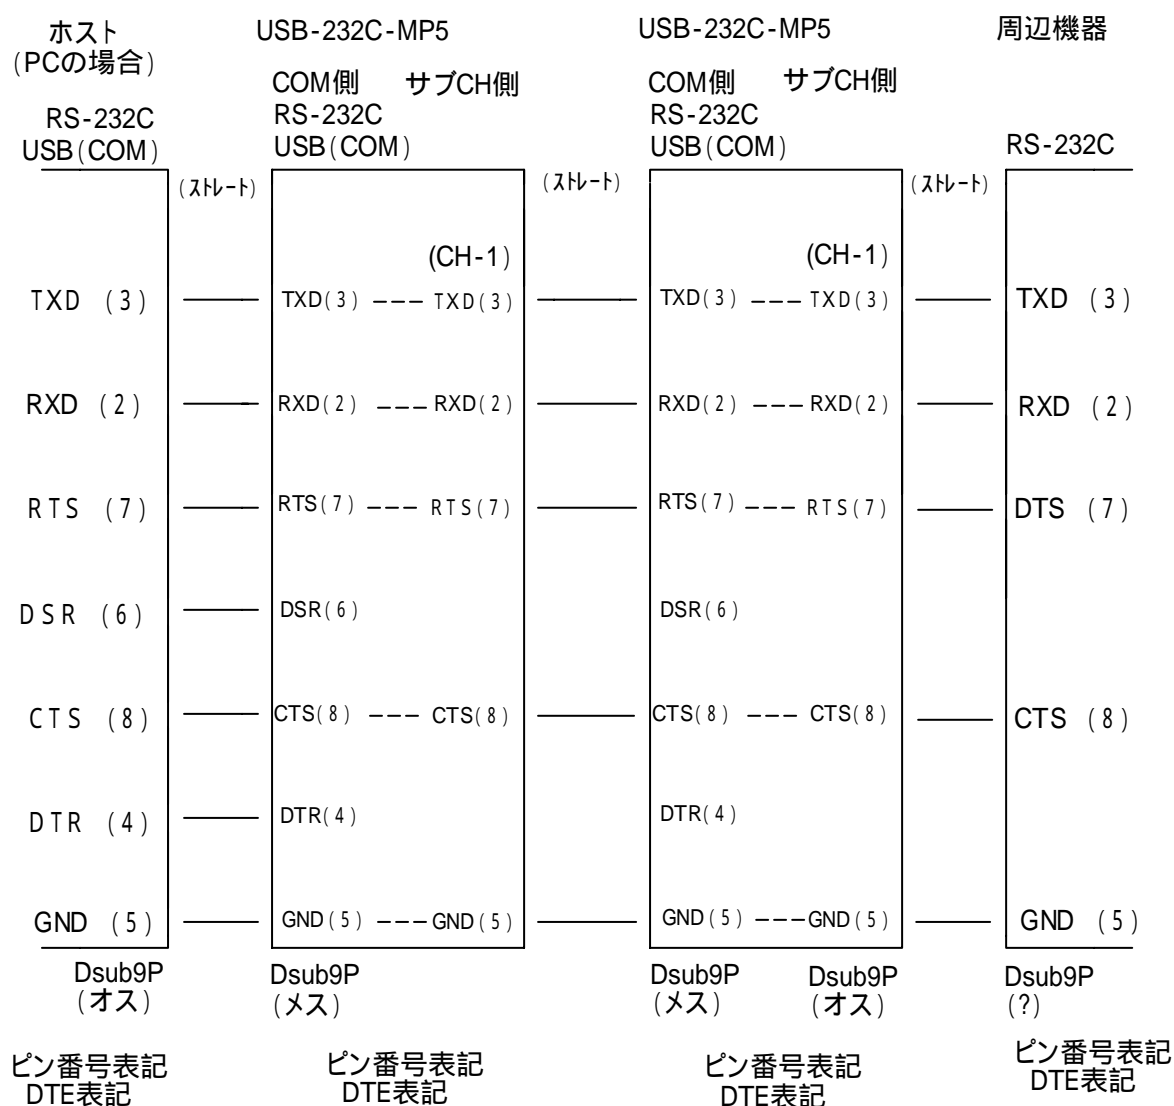 ホスト
(PCの場合)
USB-232C-MP5
USB-232C-MP5
周辺機器
COM側 サブCH側
COM側 サブCH側
RS-232C
USB(COM)
RS-232C
USB(COM)
RS-232C
USB(COM)
RS-232C
(ストレート)
(ストレート)
(ストレート)
(CH-1)
(CH-1)
TXD (3) TXD(3) --- TXD(3) TXD(3) --- TXD(3) TXD (3)
RXD (2) RXD(2) --- RXD(2) RXD(2) --- RXD(2) RXD (2)
RTS (7) RTS(7) --- RTS(7) RTS(7) --- RTS(7) DTS (7)
DSR (6) DSR(6) DSR(6)
CTS (8) CTS(8) --- CTS(8) CTS(8) --- CTS(8) CTS (8)
DTR (4) DTR(4) DTR(4)
GND (5) GND(5) --- GND(5) GND(5) --- GND(5) GND (5)
Dsub9P
(オス)
Dsub9P
(メス)
Dsub9P
(メス)
Dsub9P
(オス)
Dsub9P
(?)
ピン番号表記
DTE表記
ピン番号表記
DTE表記
ピン番号表記
DTE表記
ピン番号表記
DTE表記